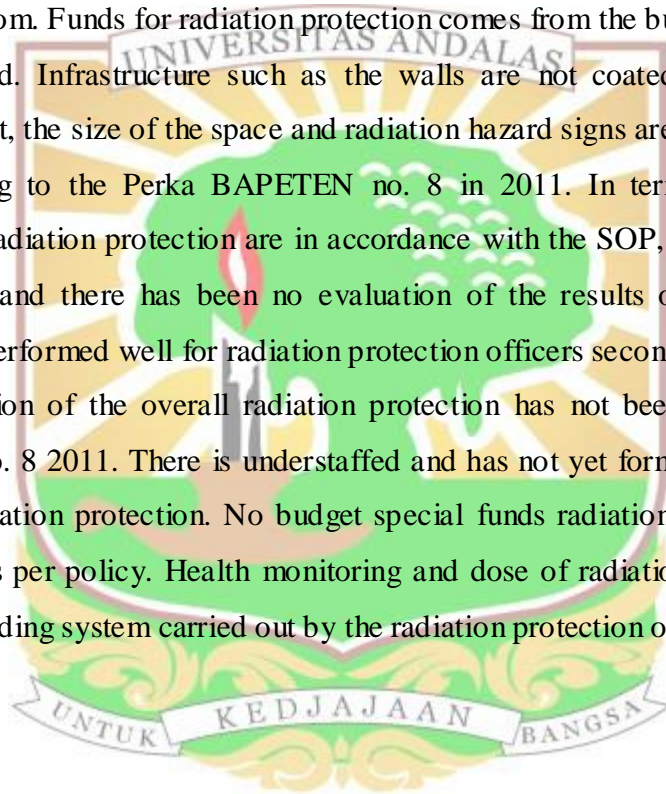 om. Funds for radiation protection comes from the bu
UNIVERSITAS ANDALAS
d. Infrastructure such as the walls are not coated
t, the size of the space and radiation hazard signs are
g to the Perka BAPETEN no. 8 in 2011. In ter
adiation protection are in accordance with the SOP,
and there has been no evaluation of the results o
erformed well for radiation protection officers secon
ion of the overall radiation protection has not bee
o. 8 2011. There is understaffed and has not yet for
ation protection. No budget special funds radiation
s per policy. Health monitoring and dose of radiatio
ding system carried out by the radiation protection o
UNTUK KEDJAJAAN BANGSA